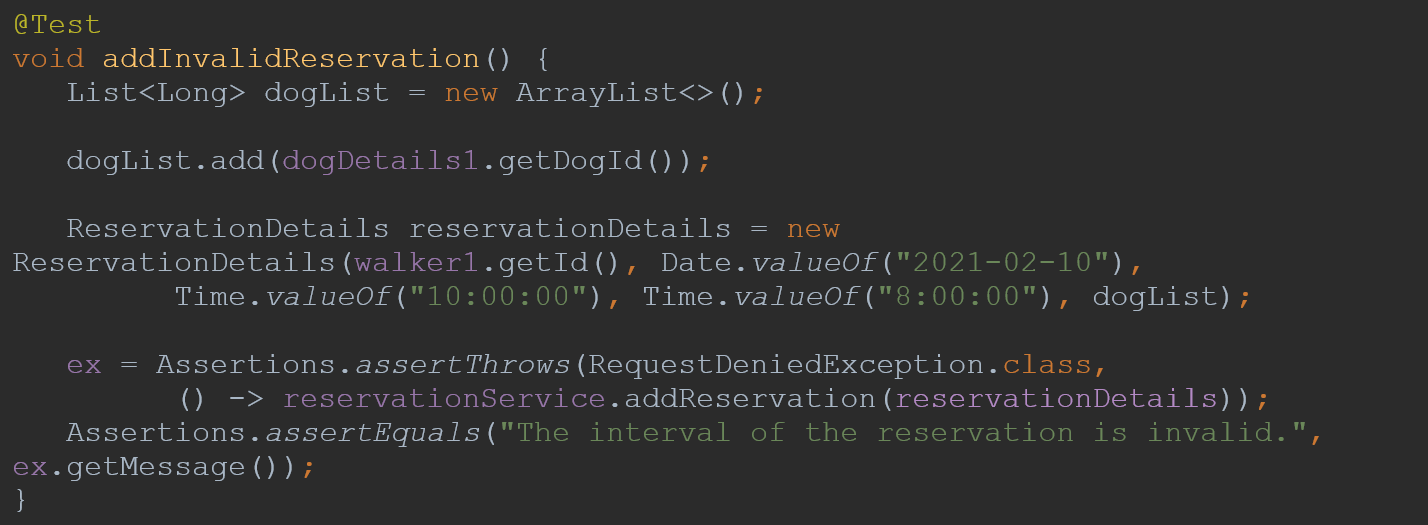 @Test
void addInvalidReservation() {
   List<Long> dogList = new ArrayList<>();
   dogList.add(dogDetails1.getDogId());
   ReservationDetails reservationDetails = new
ReservationDetails(walker1.getId(), Date.valueOf("2021-02-10"),
         Time.valueOf("10:00:00"), Time.valueOf("8:00:00"), dogList);
   ex = Assertions.assertThrows(RequestDeniedException.class,
         () -> reservationService.addReservation(reservationDetails));
   Assertions.assertEquals("The interval of the reservation is invalid.",
ex.getMessage());
}